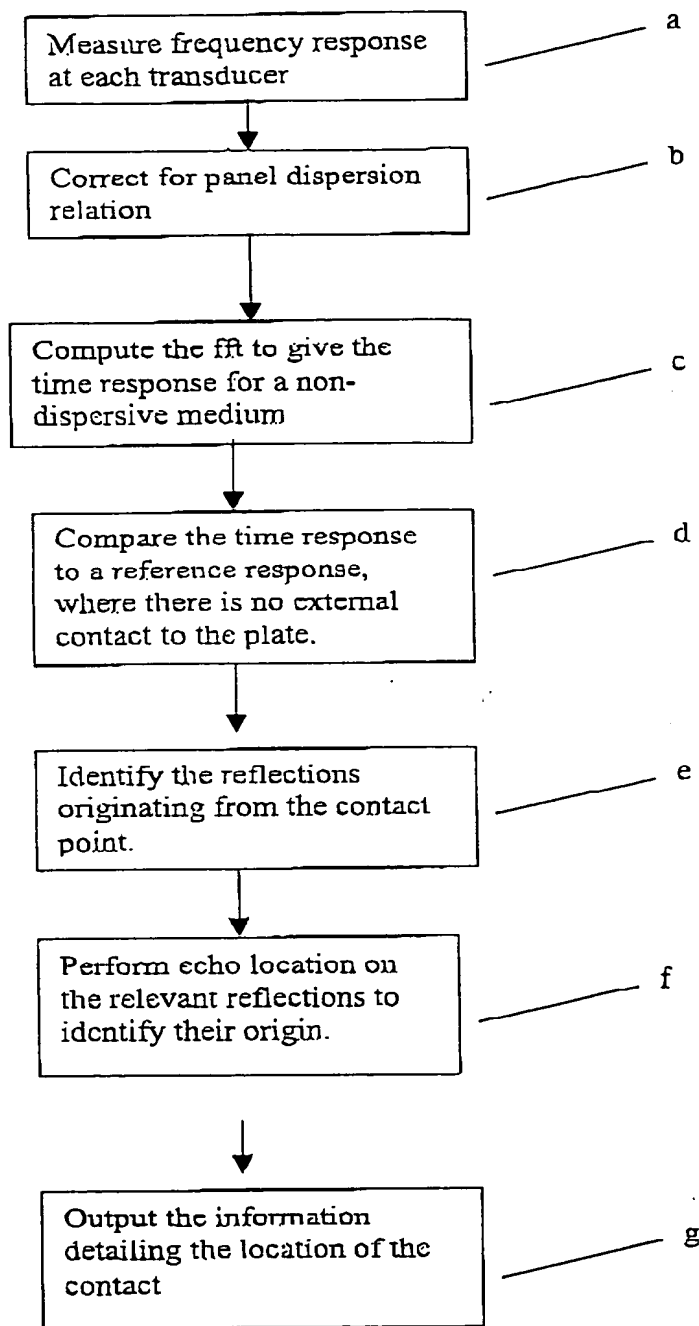 Measure frequency response
at each transducer
a
Correct for panel dispersion
relation
b
Compute the fft to give the
time response for a non-
dispersive medium
c
Compare the time response
to a reference response,
where there is no external
contact to the plate.
d
Identify the reflections
originating from the contact
point.
e
Perform echo location on
the relevant reflections to
identify their origin.
f
Output the information
detailing the location of the
contact
g